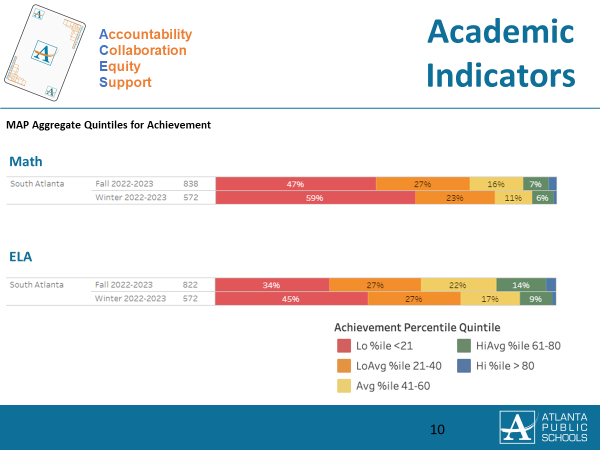 Accountability
Collaboration
Equity
Support
Academic
Indicators
MAP Aggregate Quintiles for Achievement
Math
South Atlanta Fall 2022-2023 838 47% 27% 16% 7%
Winter 2022-2023 572 59% 23% 11% 6%
ELA
South Atlanta Fall 2022-2023 822 34% 27% 22% 14%
Winter 2022-2023 572 45% 27% 17% 9%
Achievement Percentile Quintile
Lo %ile <21 HiAvg %ile 61-80
LoAvg %ile 21-40 Hi %ile > 80
Avg %ile 41-60
10
ATLANTA
PUBLIC
SCHOOLS